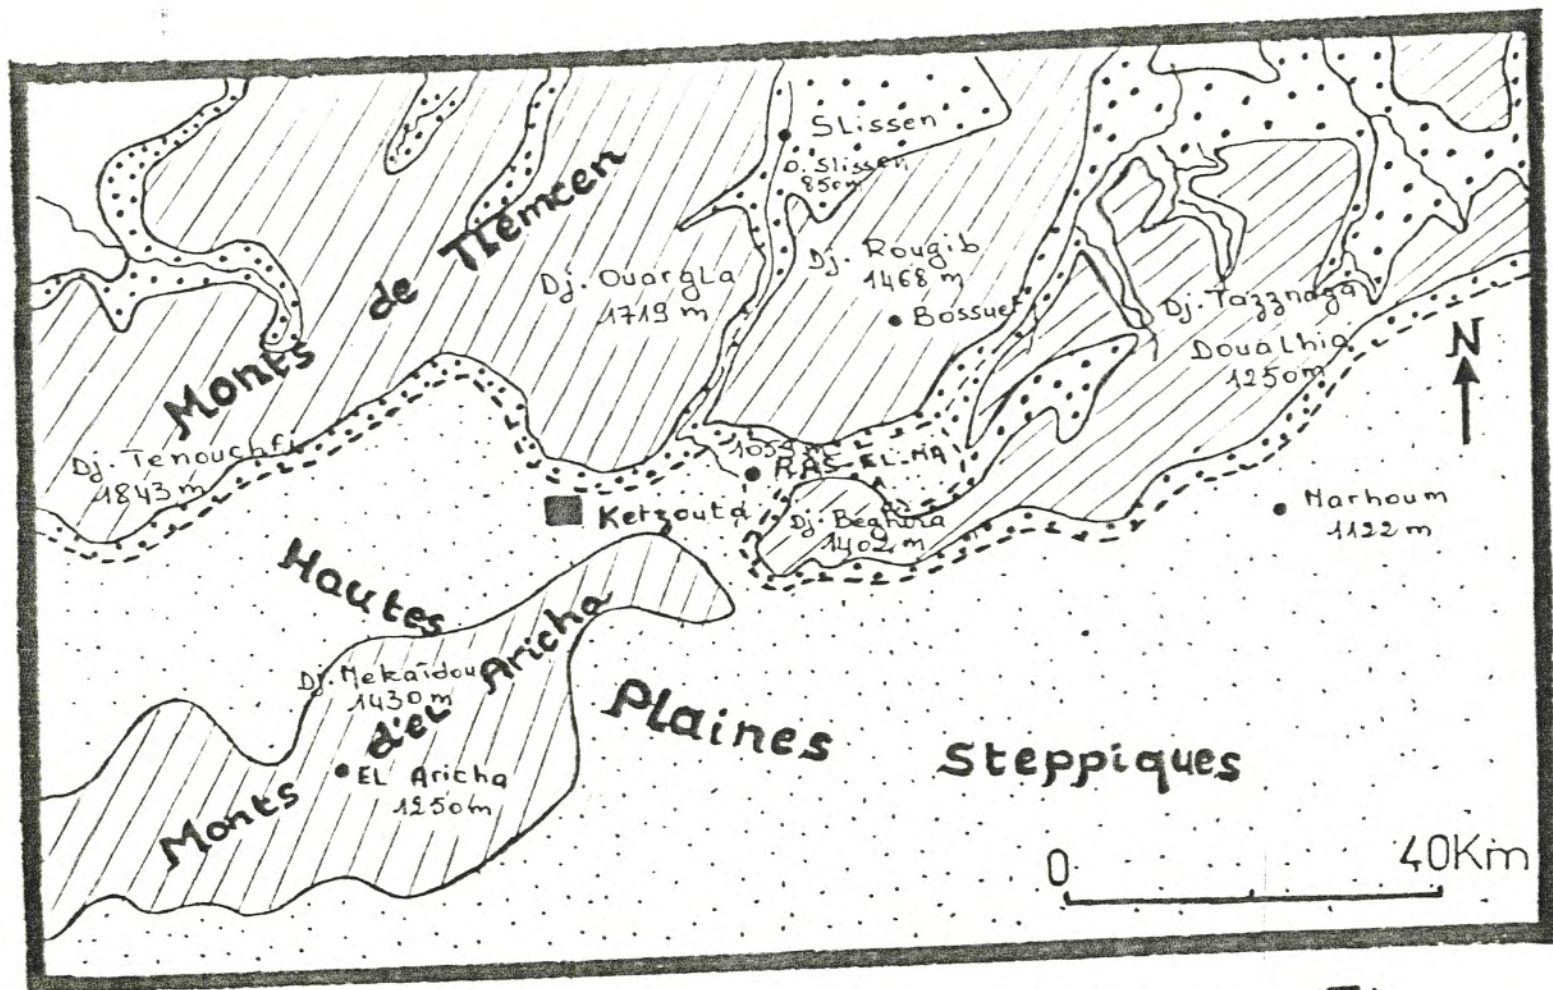 Slissen
O. Slissen
850m
Monts de Tlemcen
Dj. Ouargla
1719 m
Dj. Rougib
1468 m
Bossuet
Dj. Tazznaga
Doualhia
1250m
N
Dj. Tenouchfi
1843 m
1055 m
RAS EL MA
Ketzouta
Dj. Beghira
1402 m
Marhoum
1122 m
Hautes Plaines Steppiques
Dj. Mekaïdou
1430 m
Monts d'el Aricha
EL Aricha
1250m
0 40Km